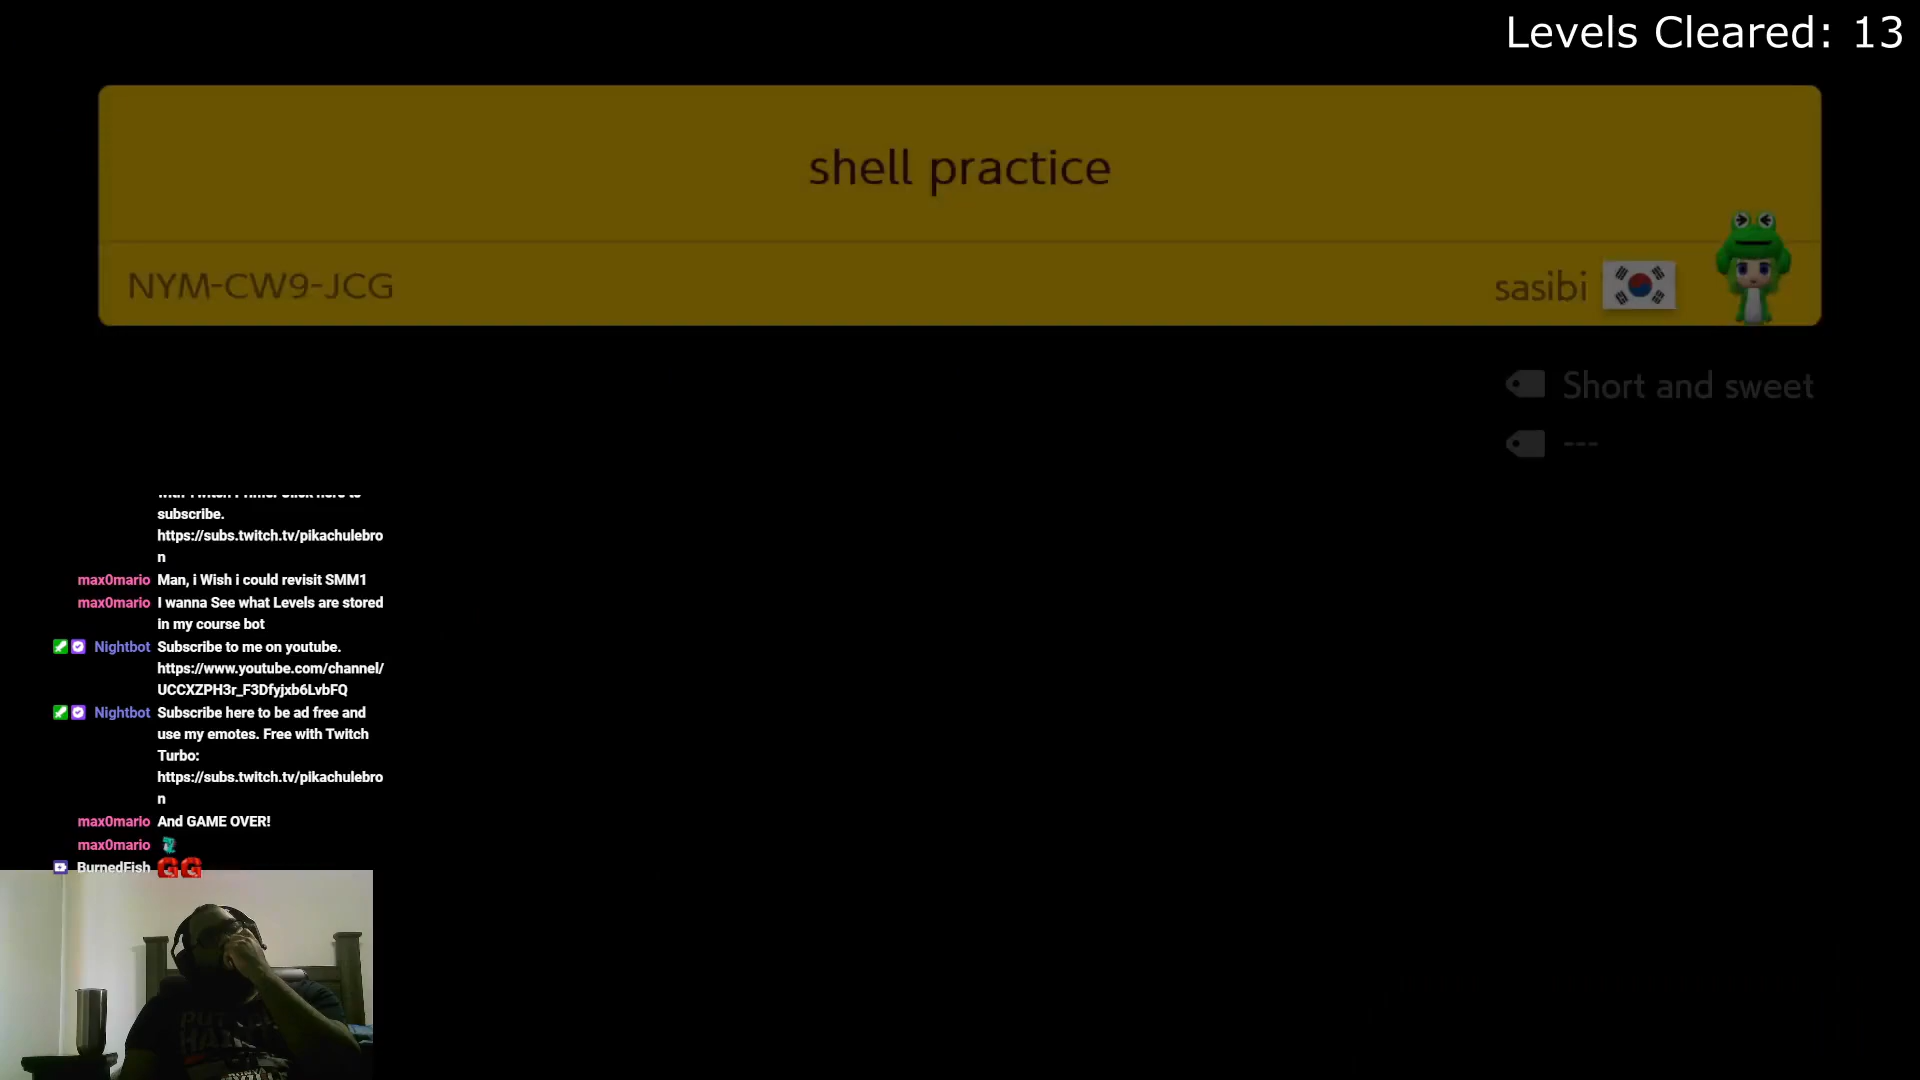 Levels Cleared: 13
shell practice
NYM-CW9-JCG
sasibi
Short and sweet
---
subscribe.
https://subs.twitch.tv/pikachulebro
n
max0mario Man, i Wish i could revisit SMM1
max0mario I wanna See what Levels are stored
in my course bot
Nightbot Subscribe to me on youtube.
https://www.youtube.com/channel/
UCCXZPH3r_F3Dfyjxb6LvbFQ
Nightbot Subscribe here to be ad free and
use my emotes. Free with Twitch
Turbo:
https://subs.twitch.tv/pikachulebro
n
max0mario And GAME OVER!
max0mario
BurnedFish GG